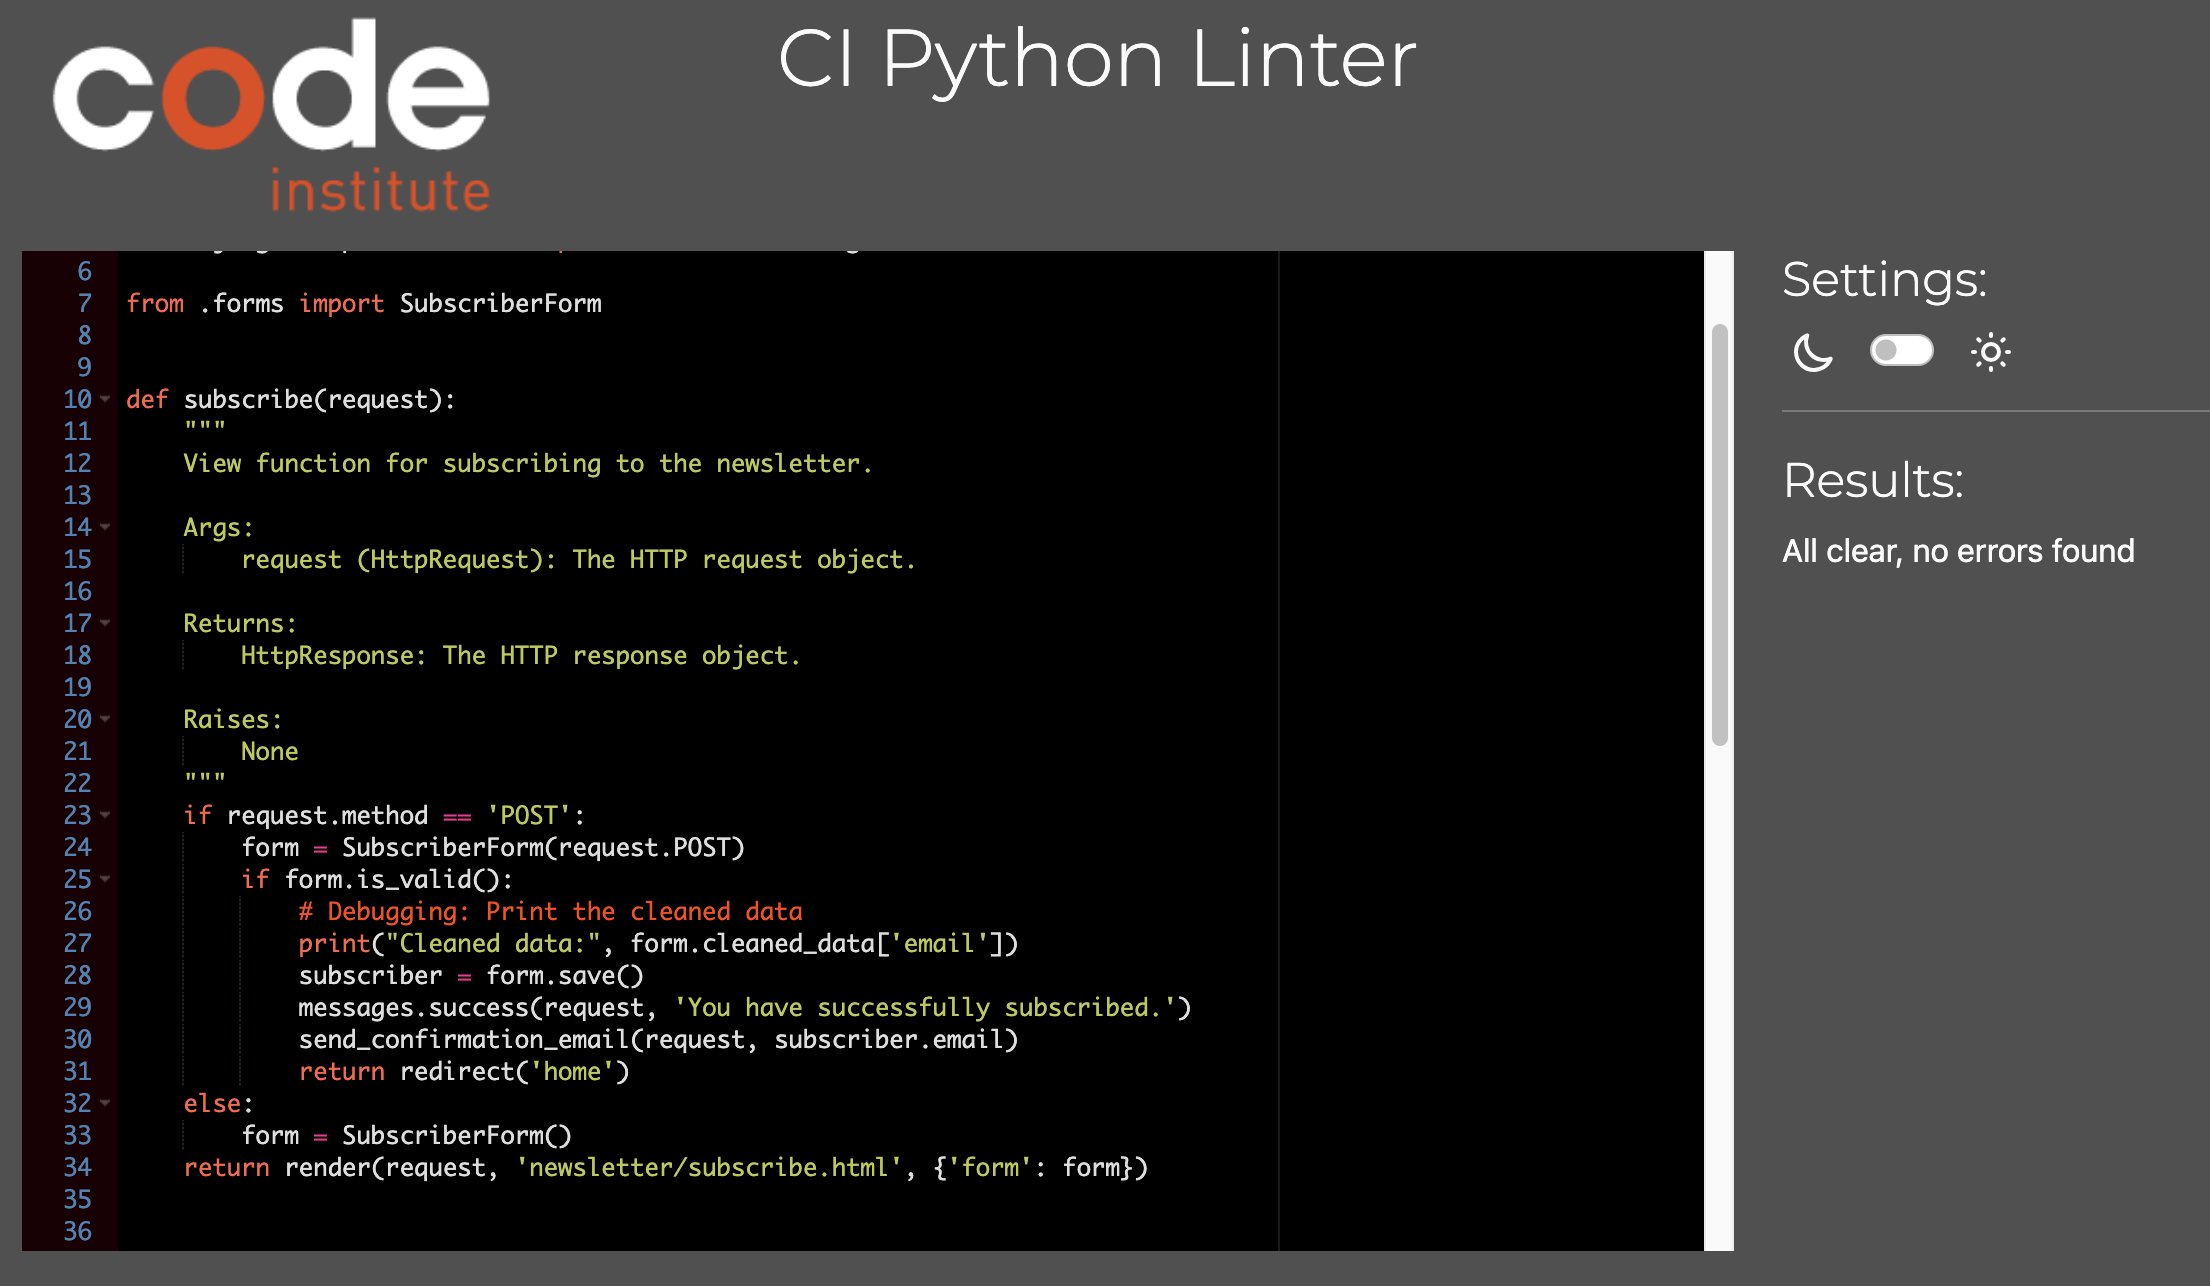 code
institute
CI Python Linter
6
7 from .forms import SubscriberForm
8
9
10 def subscribe(request):
11     """
12     View function for subscribing to the newsletter.
13
14     Args:
15         request (HttpRequest): The HTTP request object.
16
17     Returns:
18         HttpResponse: The HTTP response object.
19
20     Raises:
21         None
22     """
23     if request.method == 'POST':
24         form = SubscriberForm(request.POST)
25         if form.is_valid():
26             # Debugging: Print the cleaned data
27             print("Cleaned data:", form.cleaned_data['email'])
28             subscriber = form.save()
29             messages.success(request, 'You have successfully subscribed.')
30             send_confirmation_email(request, subscriber.email)
31             return redirect('home')
32     else:
33         form = SubscriberForm()
34     return render(request, 'newsletter/subscribe.html', {'form': form})
35
36
Settings:
Results:
All clear, no errors found